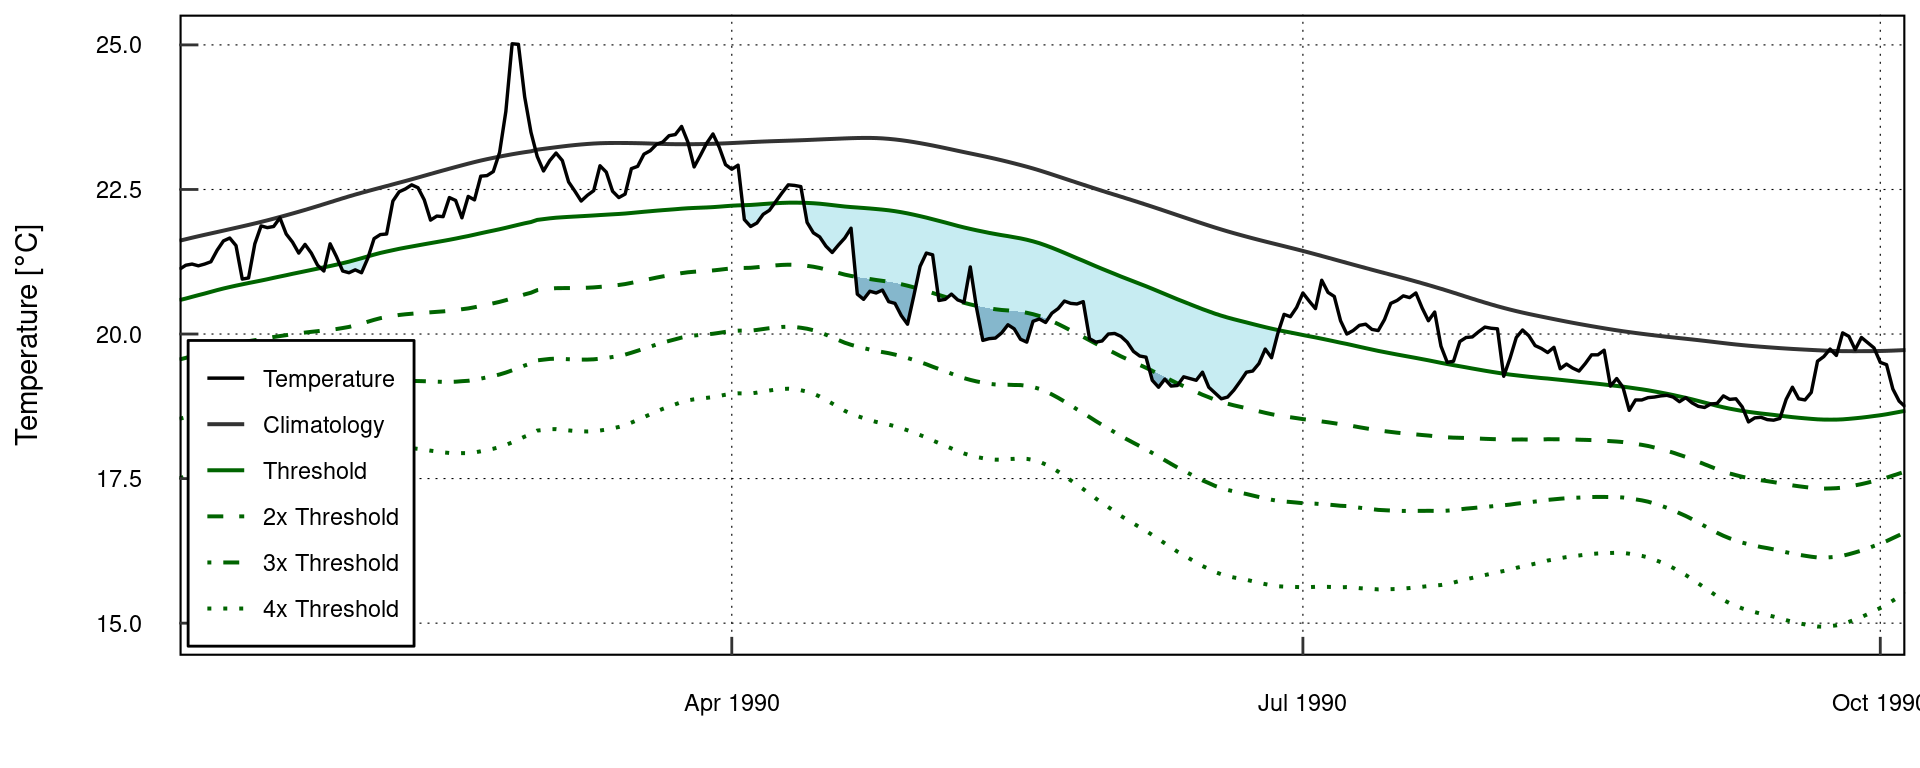 Temperature [°C]
25.0
22.5
20.0
17.5
15.0
Temperature
Climatology
Threshold
2x Threshold
3x Threshold
4x Threshold
Apr 1990
Jul 1990
Oct 1990